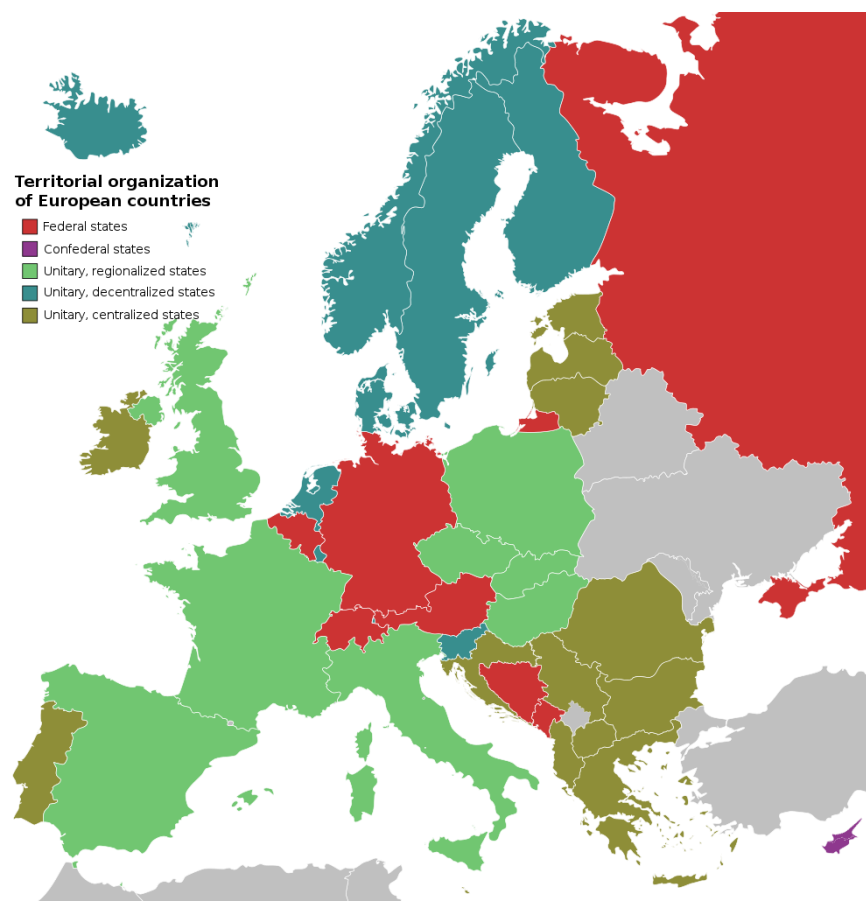 Territorial organization
of European countries
Federal states
Confederal states
Unitary, regionalized states
Unitary, decentralized states
Unitary, centralized states